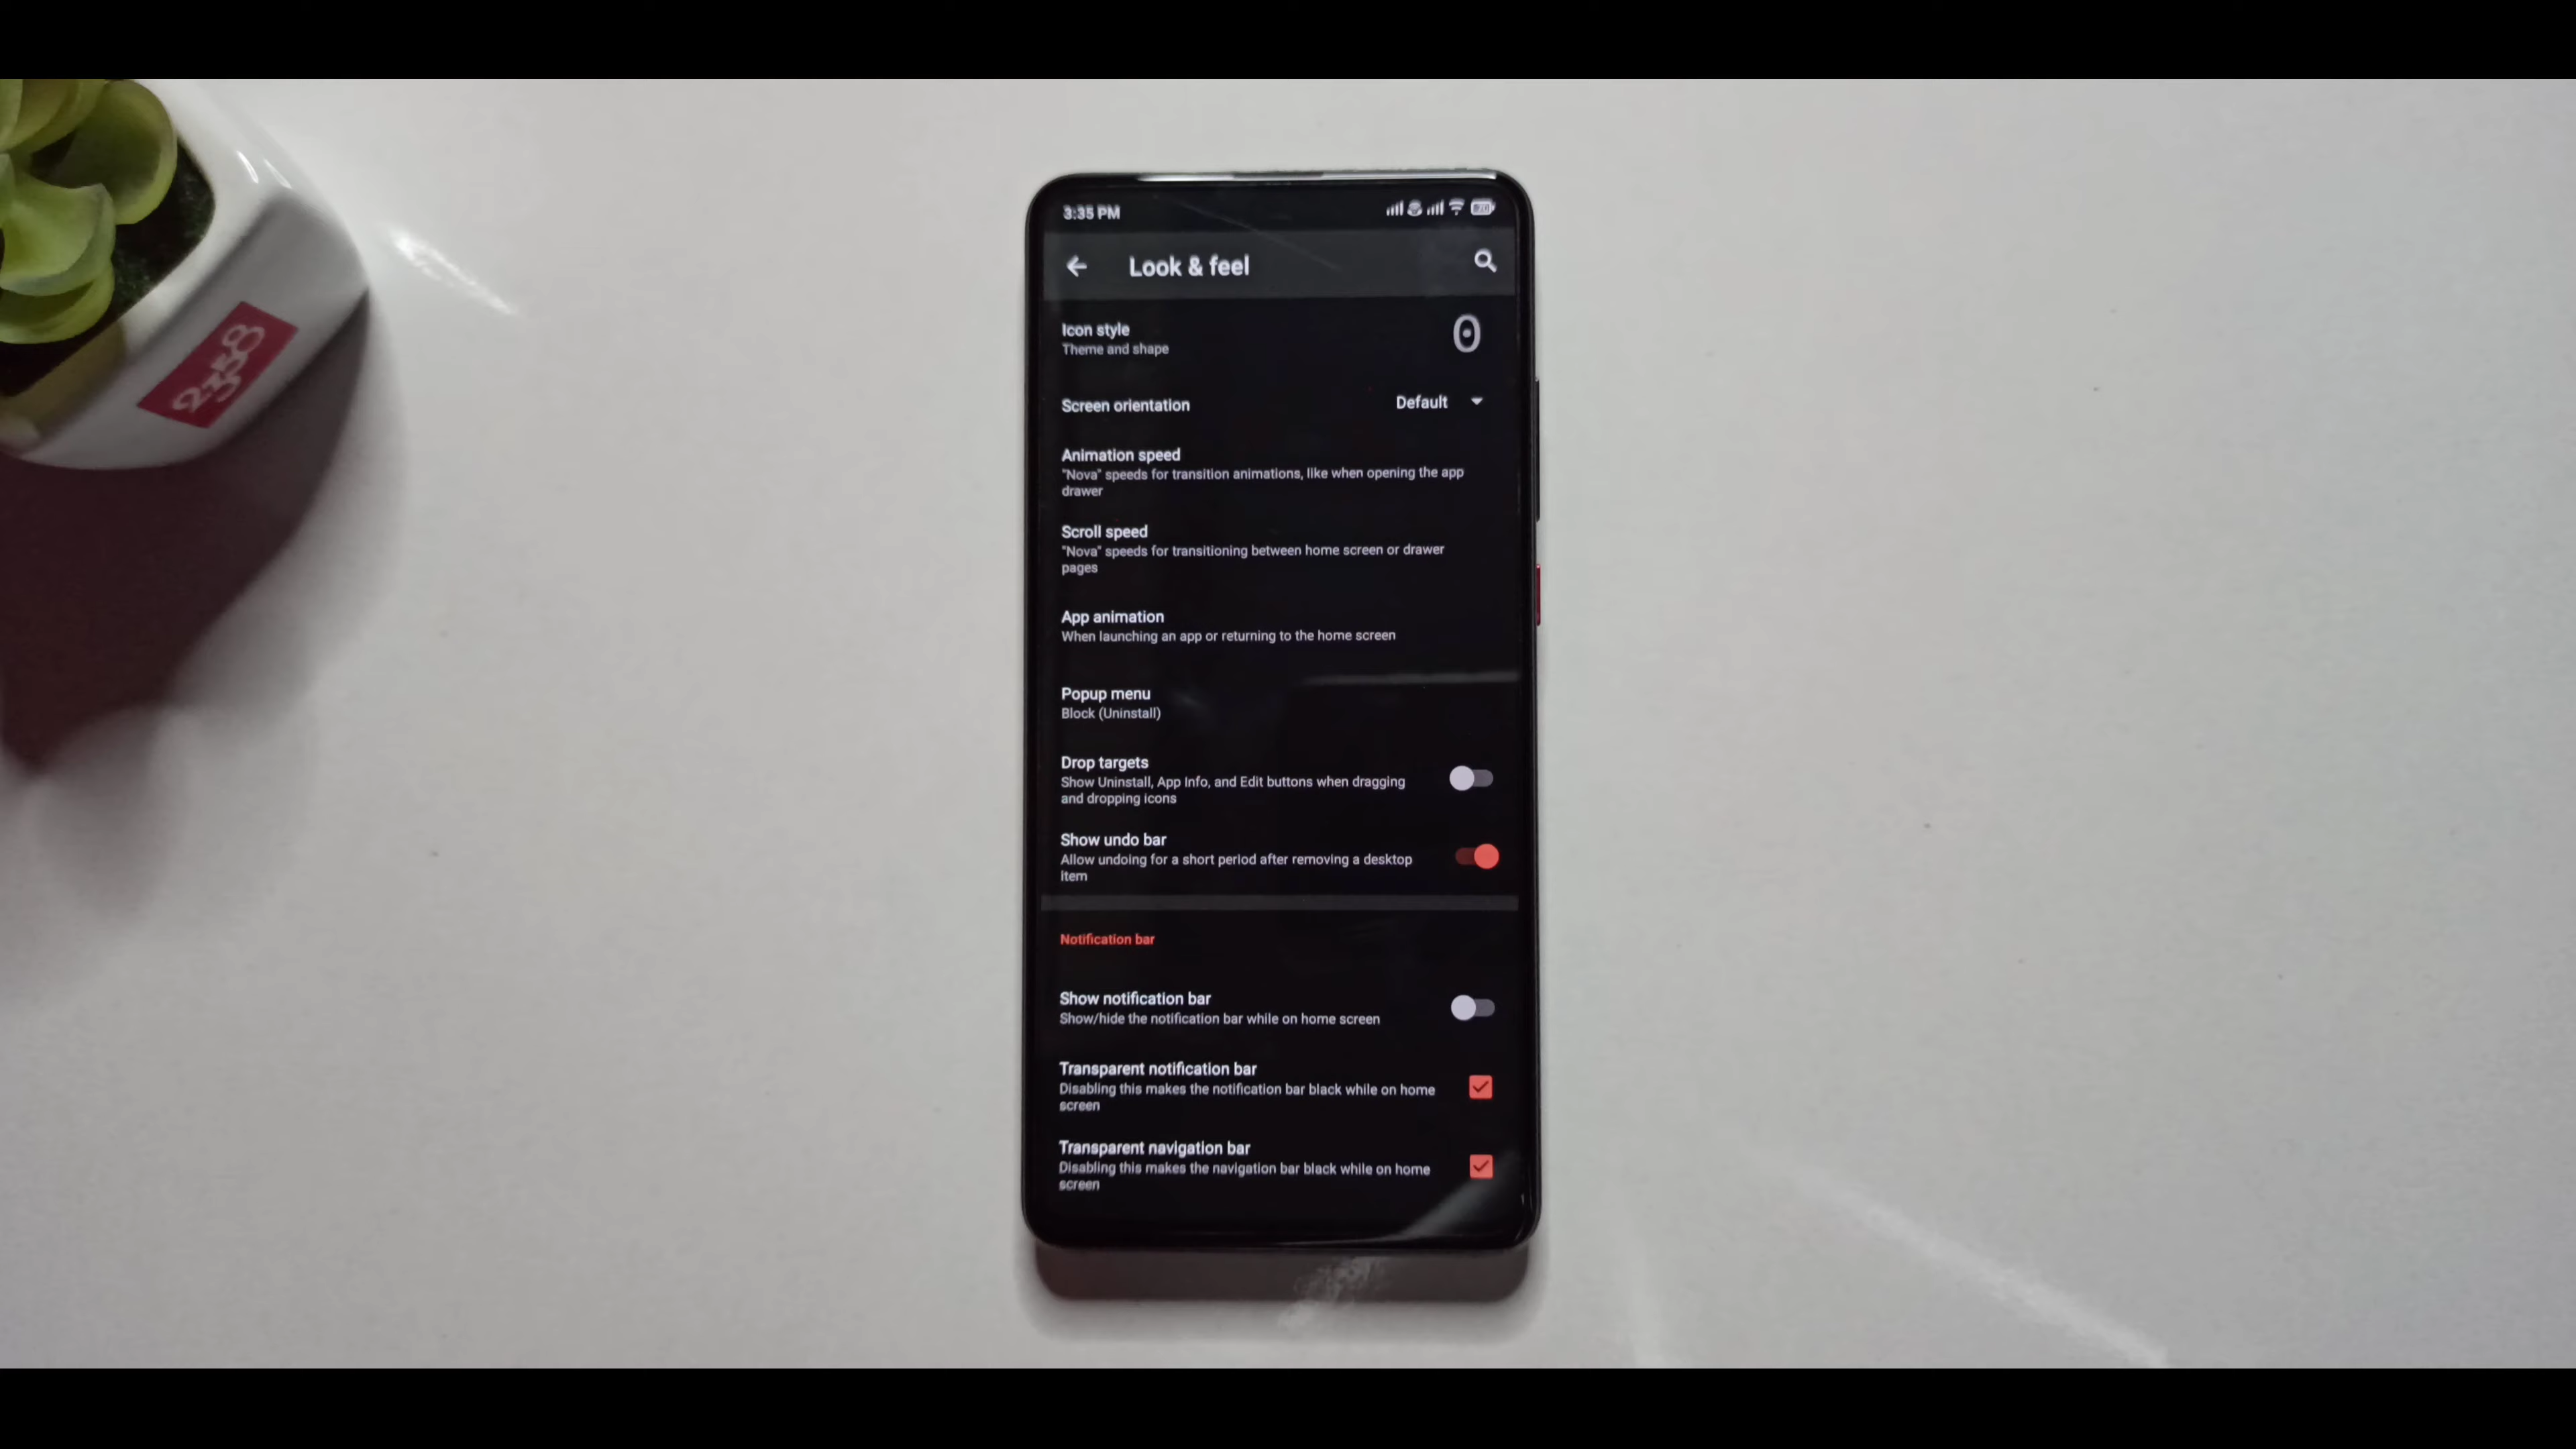 3:35 PM
Look & feel
Icon style
Theme and shape
Screen orientation
Default
Animation speed
"Nova" speeds for transition animations, like when opening the app
drawer
Scroll speed
"Nova" speeds for transitioning between home screen or drawer
pages
App animation
When launching an app or returning to the home screen
Popup menu
Block (Uninstall)
Drop targets
Show Uninstall, App Info, and Edit buttons when dragging
and dropping icons
Show undo bar
Allow undoing for a short period after removing a desktop
item
Notification bar
Show notification bar
Show/hide the notification bar while on home screen
Transparent notification bar
Disabling this makes the notification bar black while on home
screen
Transparent navigation bar
Disabling this makes the navigation bar black while on home
screen
2358